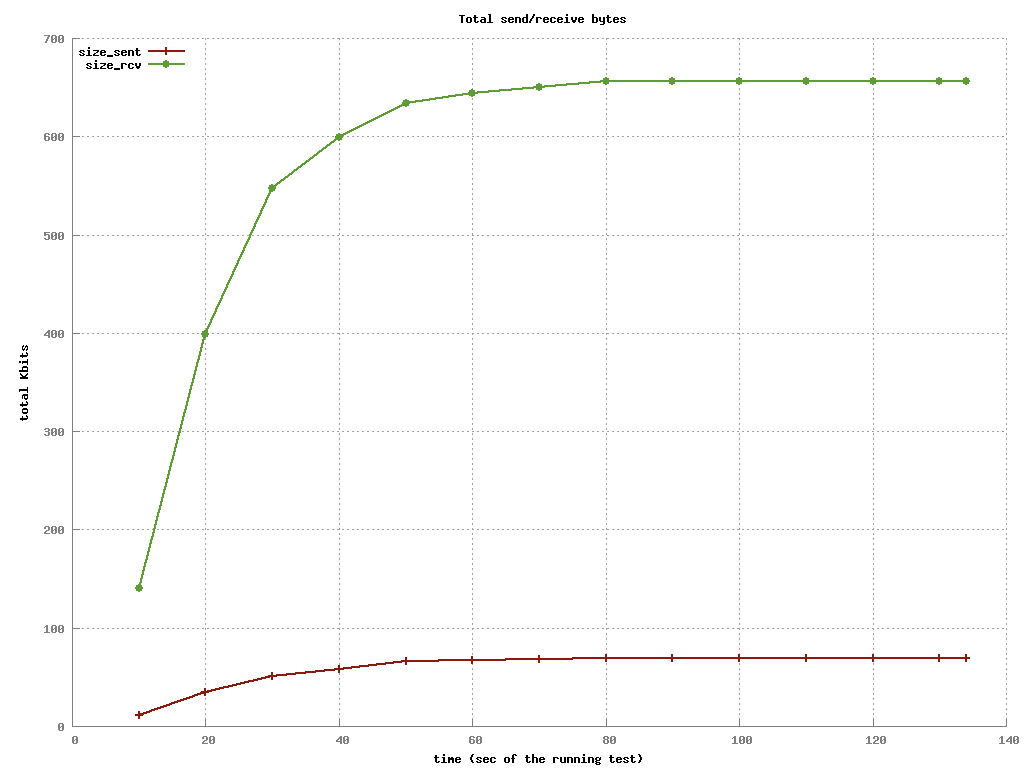 Total send/receive bytes
700
size_sent
size_rcv
600
500
400
total Kbits
300
200
100
0
0 20 40 60 80 100 120 140
time (sec of the running test)